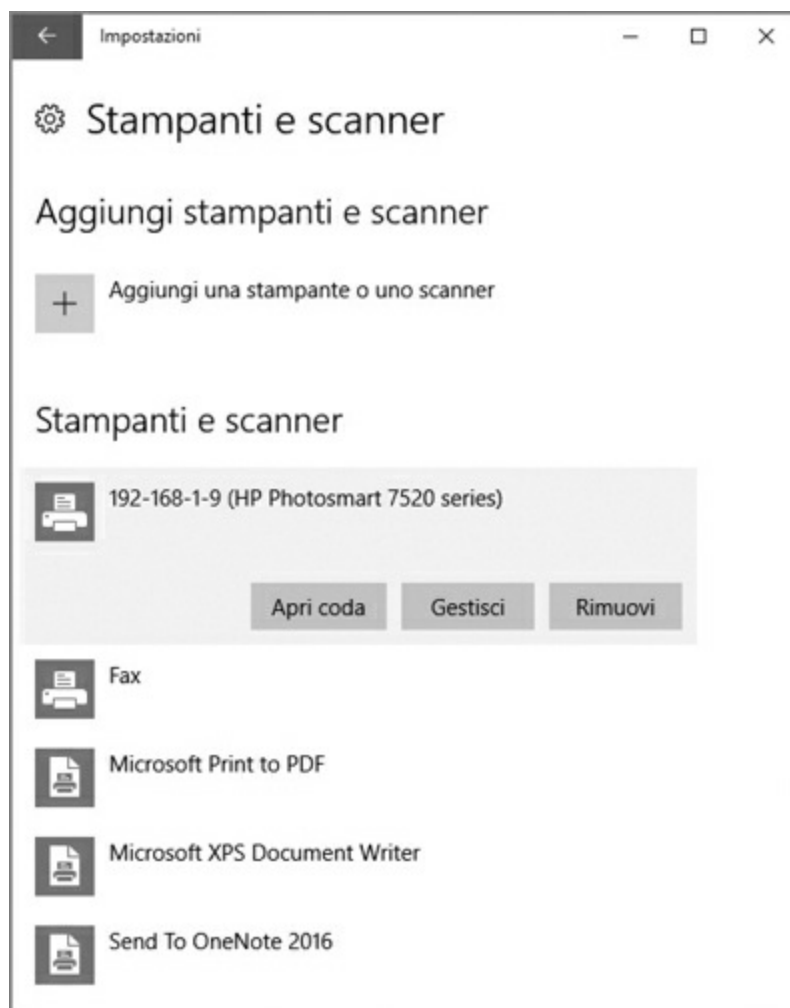 Impostazioni
Stampanti e scanner
Aggiungi stampanti e scanner
Aggiungi una stampante o uno scanner
Stampanti e scanner
192-168-1-9 (HP Photosmart 7520 series)
Apri coda Gestisci Rimuovi
Fax
Microsoft Print to PDF
Microsoft XPS Document Writer
Send To OneNote 2016